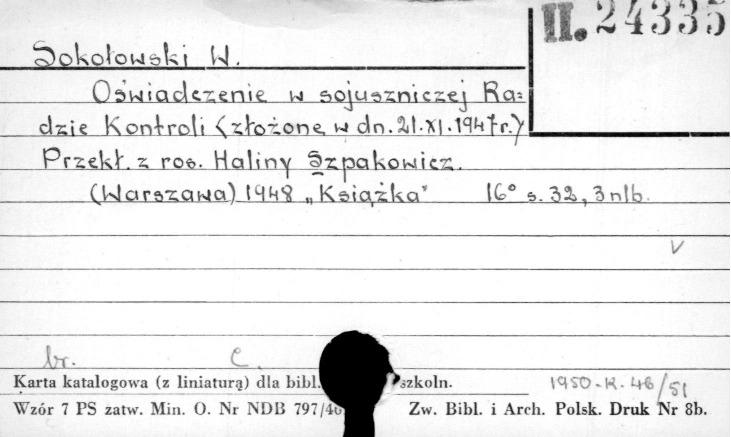 II. 24335
Sokołowski W.
Oświadczenie w sojuszniczej Ra=
dzie Kontroli <złożone w dn. 21.XI.1947r.>
Przekł. z ros. Haliny Szpakowicz.
(Warszawa) 1948 „Książka" 16° s. 32, 3 nlb.
V
br. C.
Karta katalogowa (z liniaturą) dla bibl. szkoln. 1950-K.46/51
Wzór 7 PS zatw. Min. O. Nr NDB 797/46 Zw. Bibl. i Arch. Polsk. Druk Nr 8b.